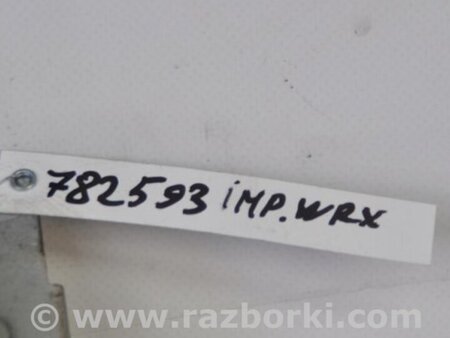 782593 IMP. WRX
© www.razborki.com